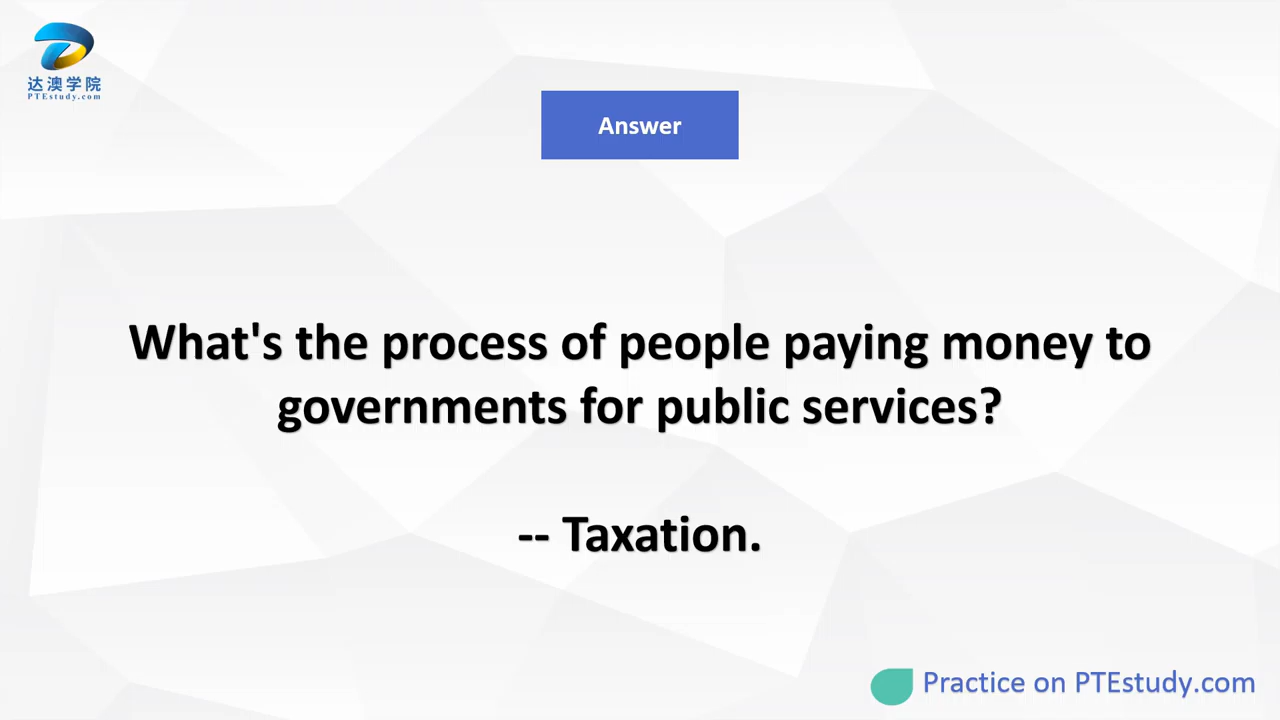 达澳学院
PTEstudy.com
Answer
What's the process of people paying money to
governments for public services?
-- Taxation.
Practice on PTEstudy.com